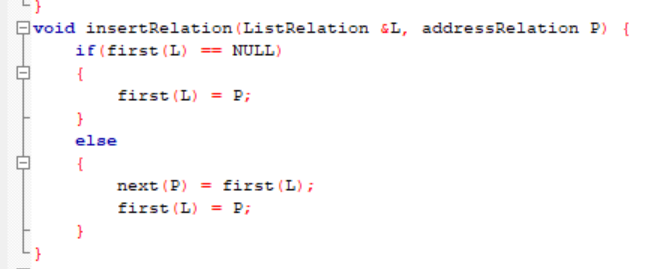 }
void insertRelation(ListRelation &L, addressRelation P) {
    if(first(L) == NULL)
    {
        first(L) = P;
    }
    else
    {
        next(P) = first(L);
        first(L) = P;
    }
}